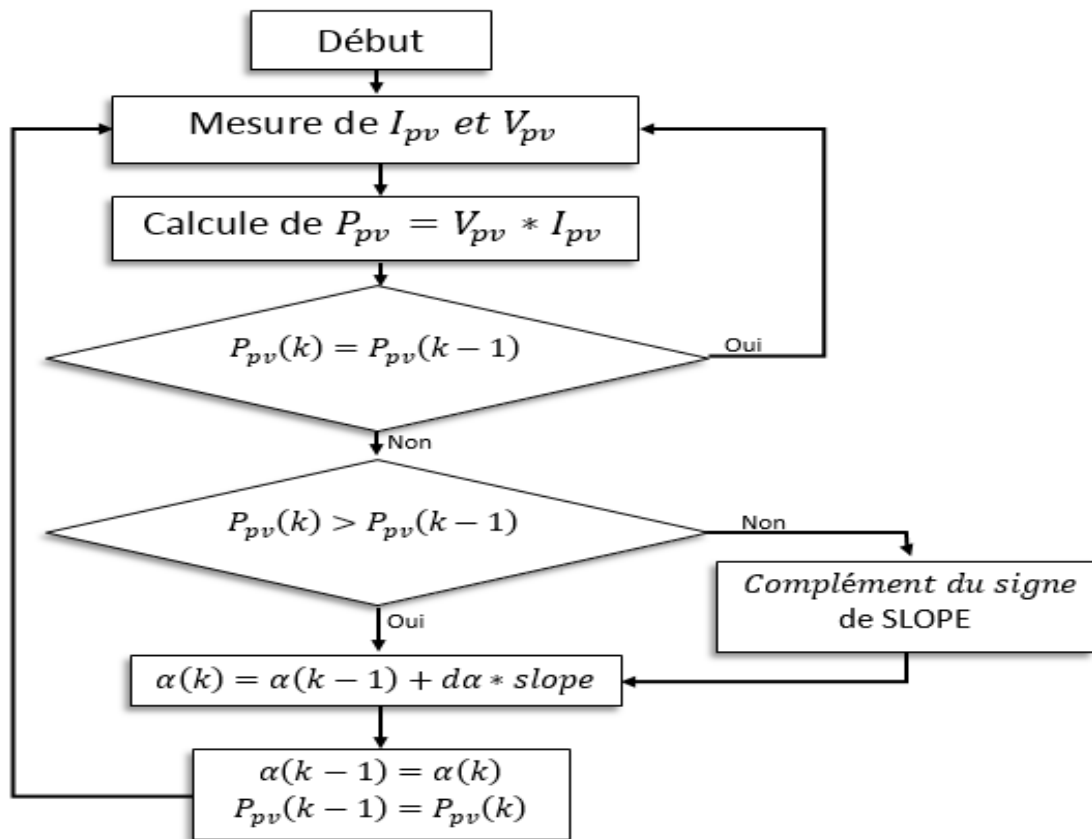 Début
Mesure de I_pv et V_pv
Calcule de P_pv = V_pv * I_pv
P_pv(k) = P_pv(k − 1)
Oui
Non
P_pv(k) > P_pv(k − 1)
Non
Complément du signe
de SLOPE
Oui
α(k) = α(k − 1) + dα * slope
α(k − 1) = α(k)
P_pv(k − 1) = P_pv(k)